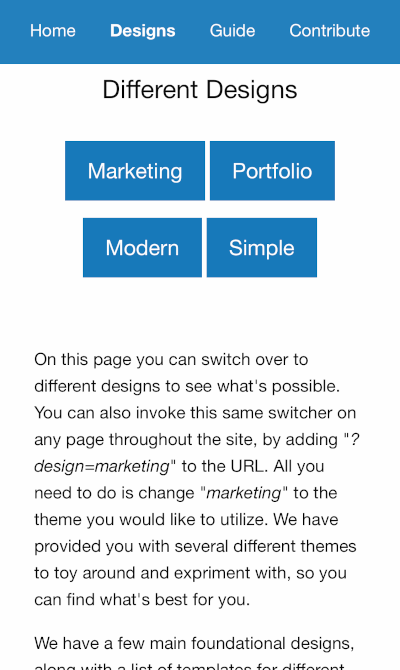 Home Designs Guide Contribute
Different Designs
Marketing Portfolio
Modern Simple
On this page you can switch over to
different designs to see what's possible.
You can also invoke this same switcher on
any page throughout the site, by adding "?
design=marketing" to the URL. All you
need to do is change "marketing" to the
theme you would like to utilize. We have
provided you with several different themes
to toy around and expriment with, so you
can find what's best for you.
We have a few main foundational designs,
along with a list of templates for different